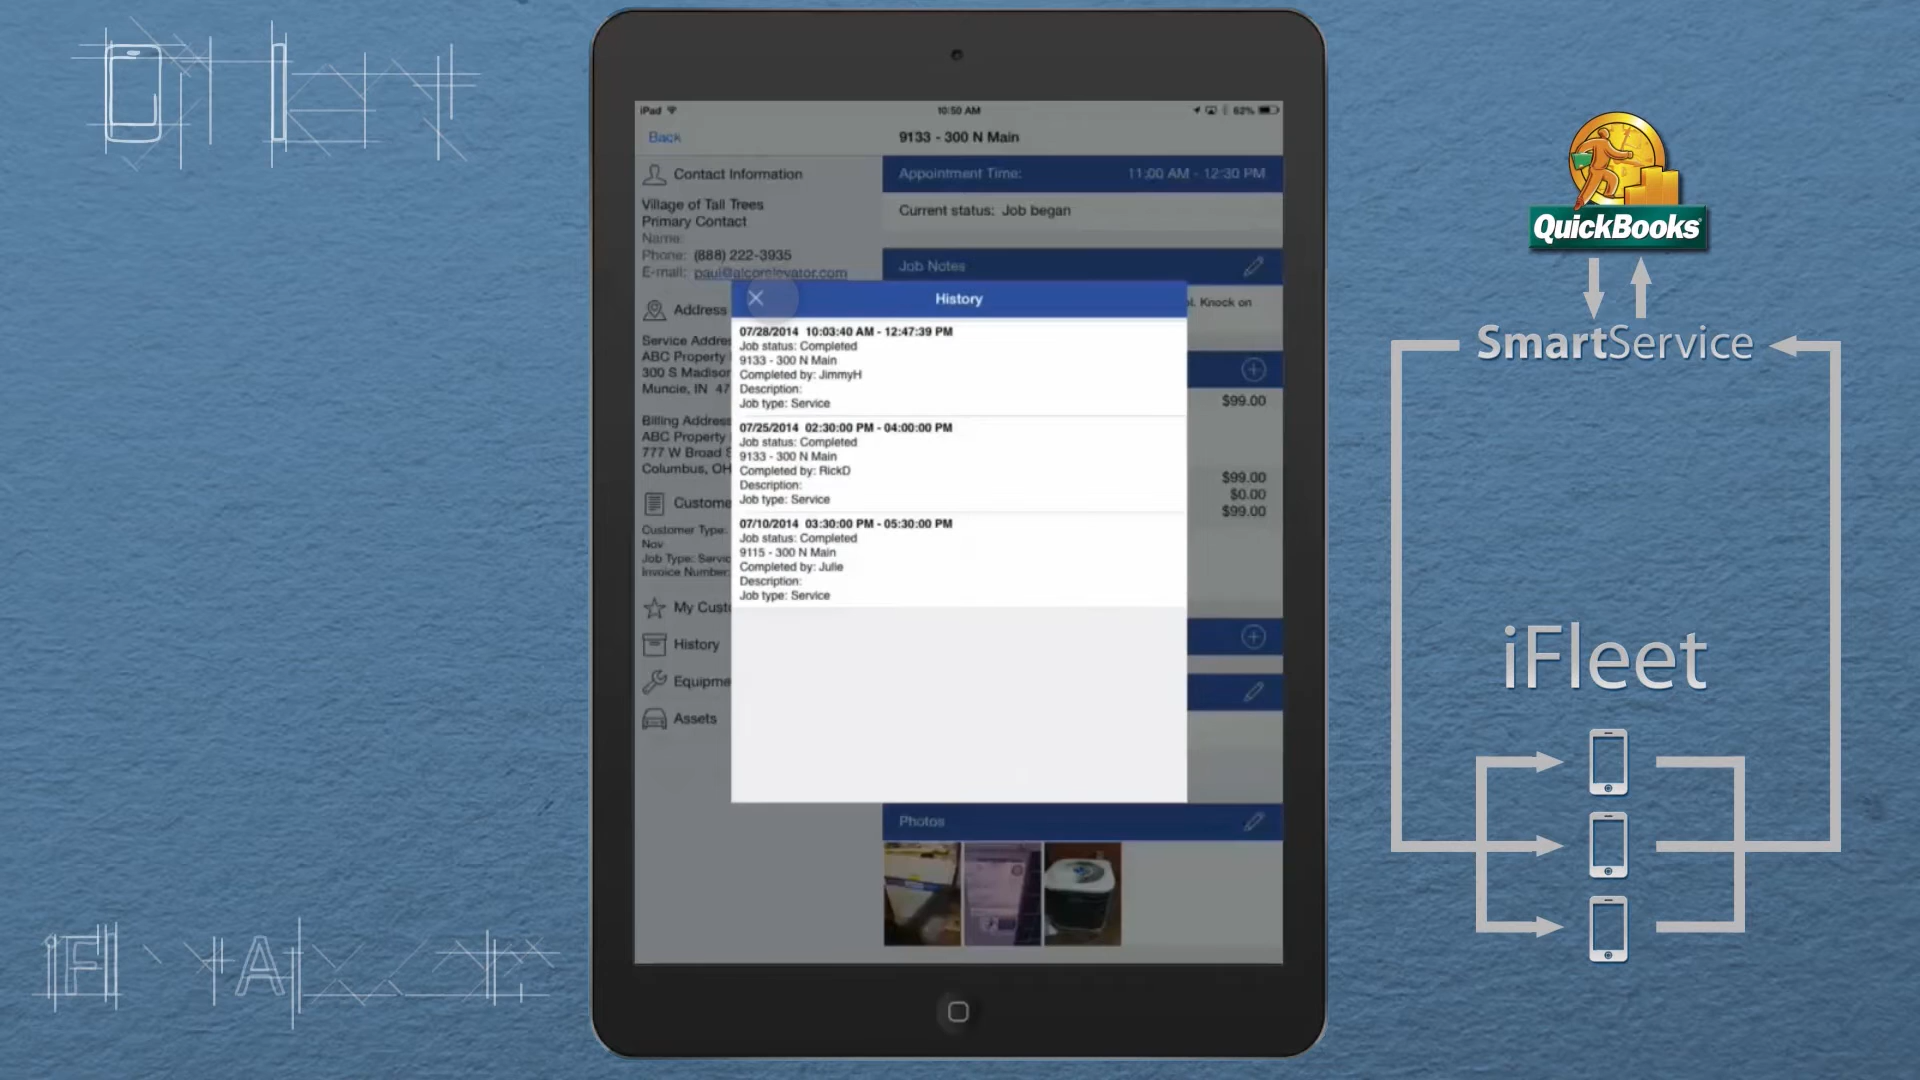 iPad
10:50 AM
62%
Back
9133 - 300 N Main
Contact Information
Village of Tall Trees
Primary Contact
Name:
Phone: (888) 222-3935
E-mail: paul@alcorelevator.com
Address
Service Addres
ABC Property
300 S Madison
Muncie, IN 47
Billing Address
ABC Property
777 W Broad S
Columbus, OH
Custome
Customer Type:
Nov
Job Type: Servic
Invoice Number:
My Custo
History
Equipme
Assets
Appointment Time: 11:00 AM - 12:30 PM
Current status: Job began
Job Notes
Knock on
$99.00
$99.00
$0.00
$99.00
Photos
History
07/28/2014 10:03:40 AM - 12:47:39 PM
Job status: Completed
9133 - 300 N Main
Completed by: JimmyH
Description:
Job type: Service
07/25/2014 02:30:00 PM - 04:00:00 PM
Job status: Completed
9133 - 300 N Main
Completed by: RickD
Description:
Job type: Service
07/10/2014 03:30:00 PM - 05:30:00 PM
Job status: Completed
9115 - 300 N Main
Completed by: Julie
Description:
Job type: Service
QuickBooks
SmartService
iFleet